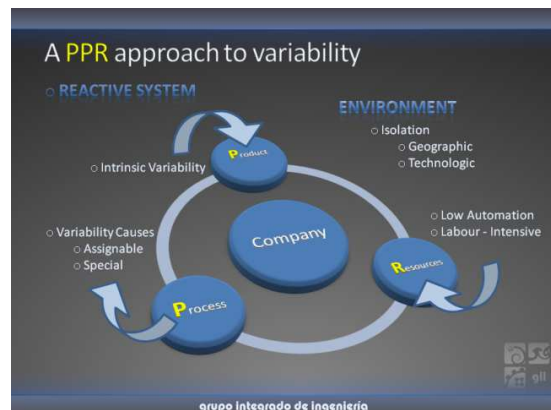 A PPR approach to variability
○ REACTIVE SYSTEM
ENVIRONMENT
○ Isolation
○ Geographic
○ Technologic
Product
○ Intrinsic Variability
○ Low Automation
○ Labour - Intensive
○ Variability Causes
○ Assignable
○ Special
Company
Resources
Process
gII
grupo integrado de ingeniería